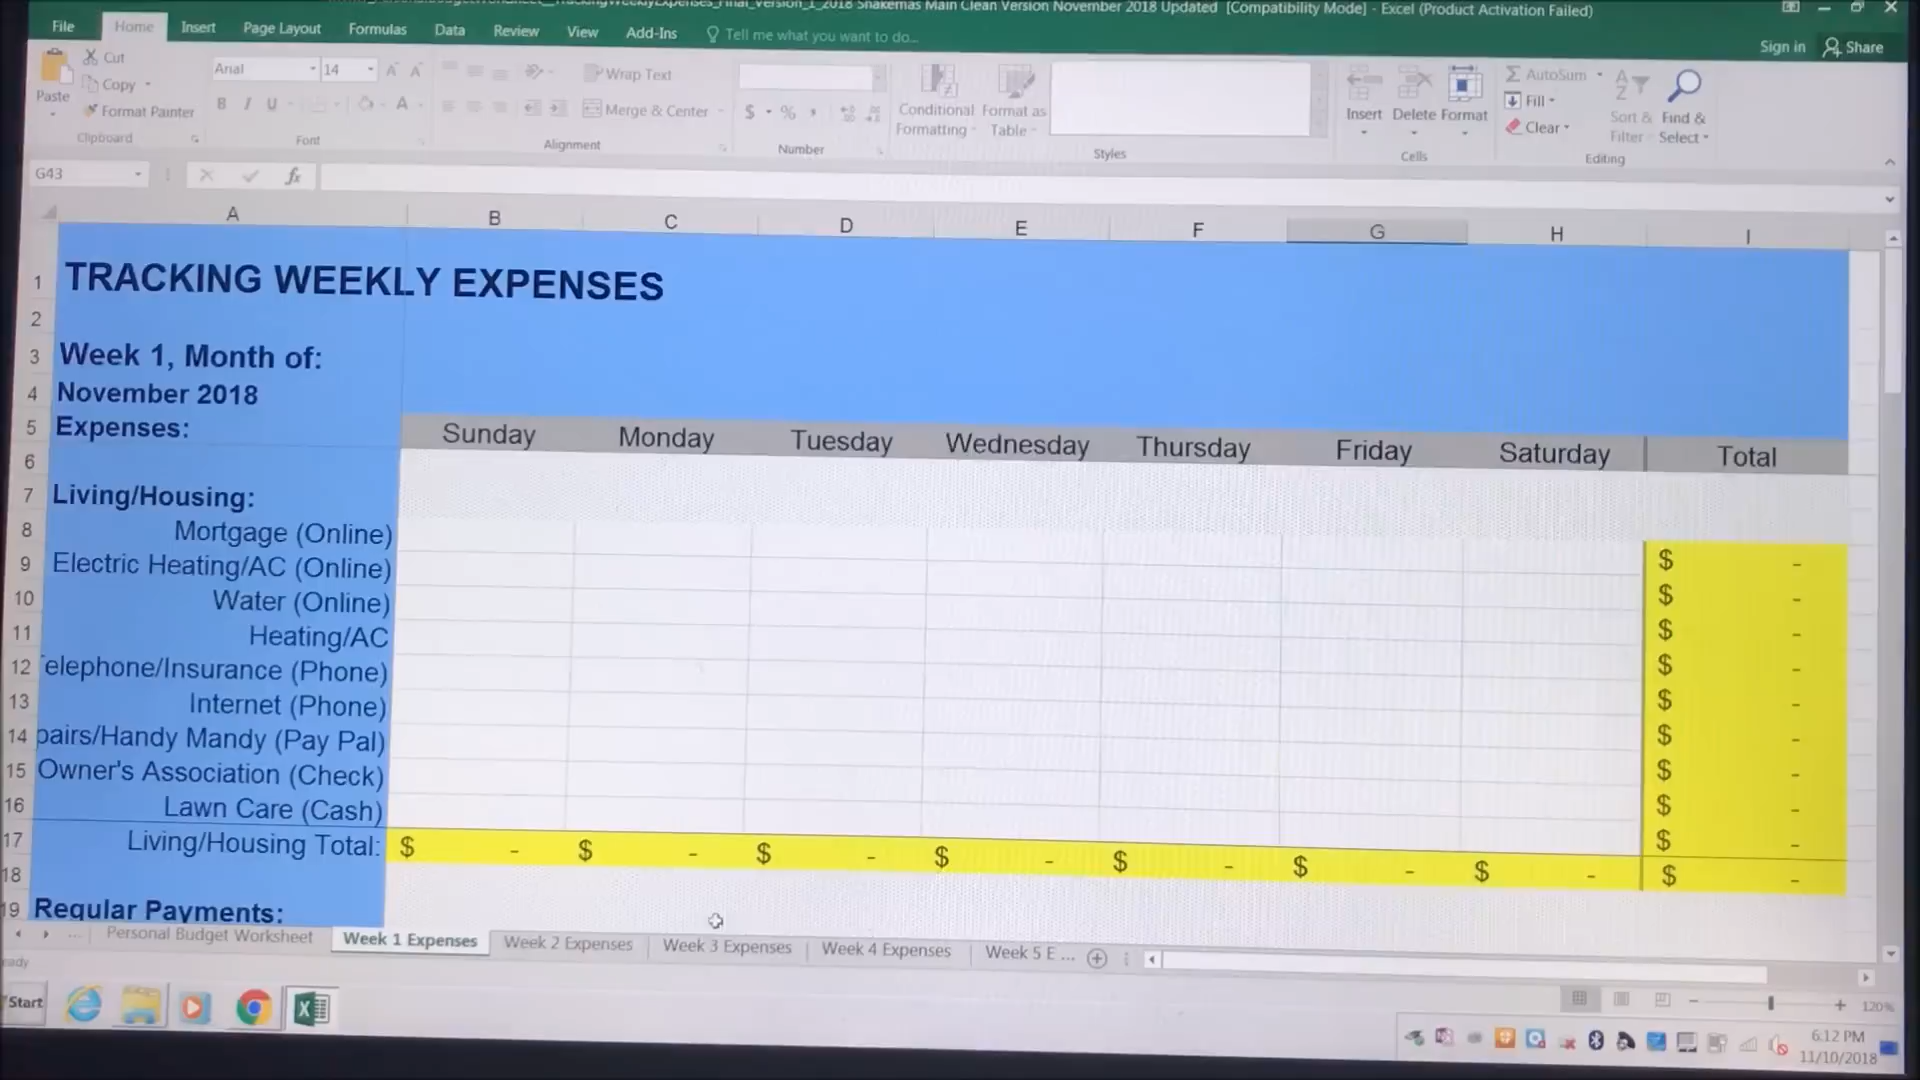 Final_Version_1_2018 Shakemas Main Clean Version November 2018 Updated [Compatibility Mode] - Excel (Product Activation Failed)
File Home Insert Page Layout Formulas Data Review View Add-Ins Tell me what you want to do... Sign in Share
Paste Cut
Copy
Format Painter
Clipboard
Arial 14
B I U A
Font
Wrap Text
Merge & Center
Alignment
$ %
Number
Conditional Formatting
Format as Table
Styles
Insert Delete Format
Cells
AutoSum
Fill
Clear
Sort & Filter
Find & Select
Editing
G43 fx
A B C D E F G H I
1 TRACKING WEEKLY EXPENSES
2
3 Week 1, Month of:
4 November 2018
5 Expenses: Sunday Monday Tuesday Wednesday Thursday Friday Saturday Total
6
7 Living/Housing:
8 Mortgage (Online) $ -
9 Electric Heating/AC (Online) $ -
10 Water (Online) $ -
11 Heating/AC $ -
12 elephone/Insurance (Phone) $ -
13 Internet (Phone) $ -
14 pairs/Handy Mandy (Pay Pal) $ -
15 Owner's Association (Check) $ -
16 Lawn Care (Cash) $ -
17 Living/Housing Total: $ - $ - $ - $ - $ - $ - $ - $ -
18
19 Regular Payments:
... Personal Budget Worksheet Week 1 Expenses Week 2 Expenses Week 3 Expenses Week 4 Expenses Week 5 E ...
eady
120%
Start
6:12 PM
11/10/2018